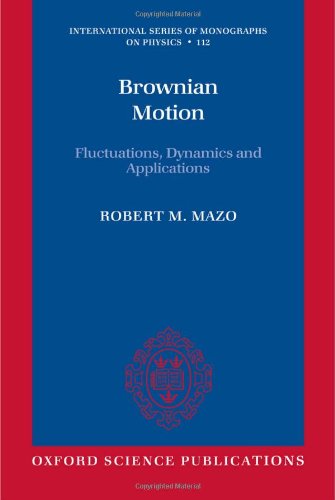 INTERNATIONAL SERIES OF MONOGRAPHS
ON PHYSICS • 112
Brownian
Motion
Fluctuations, Dynamics and
Applications
ROBERT M. MAZO
OXFORD SCIENCE PUBLICATIONS